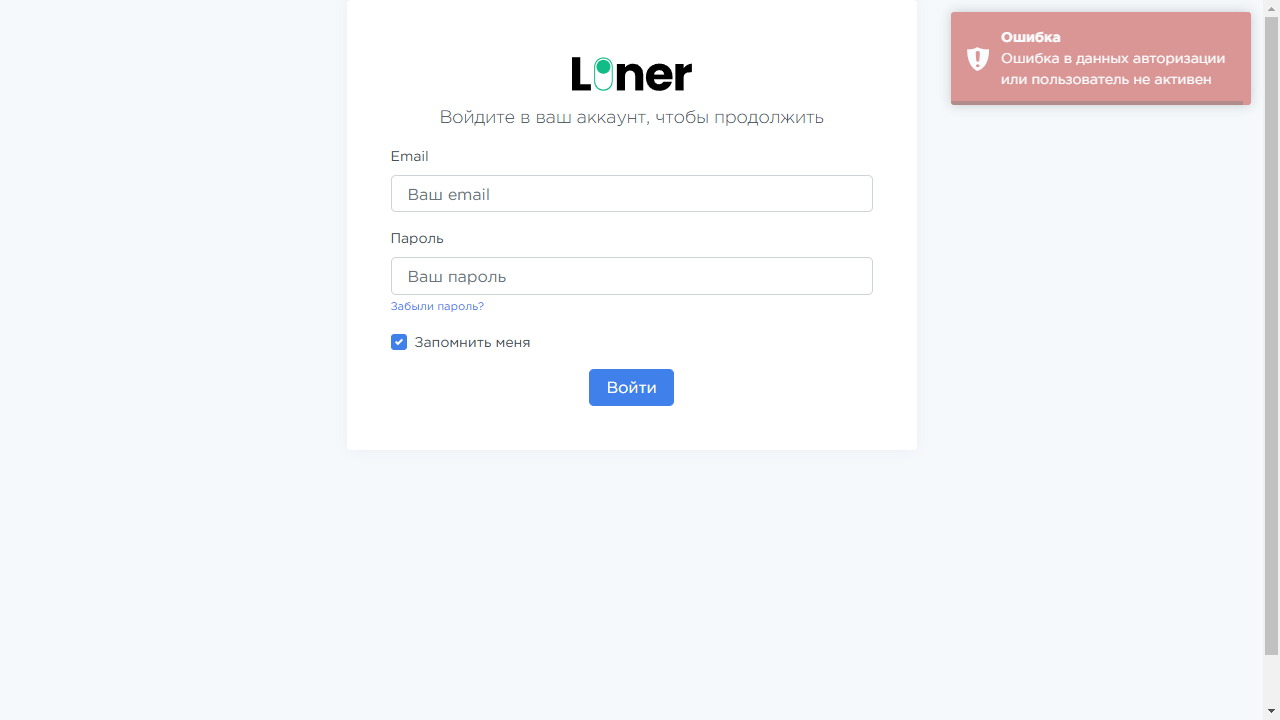 Liner
Войдите в ваш аккаунт, чтобы продолжить
Email
Ваш email
Пароль
Ваш пароль
Забыли пароль?
Запомнить меня
Войти
Ошибка
Ошибка в данных авторизации
или пользователь не активен